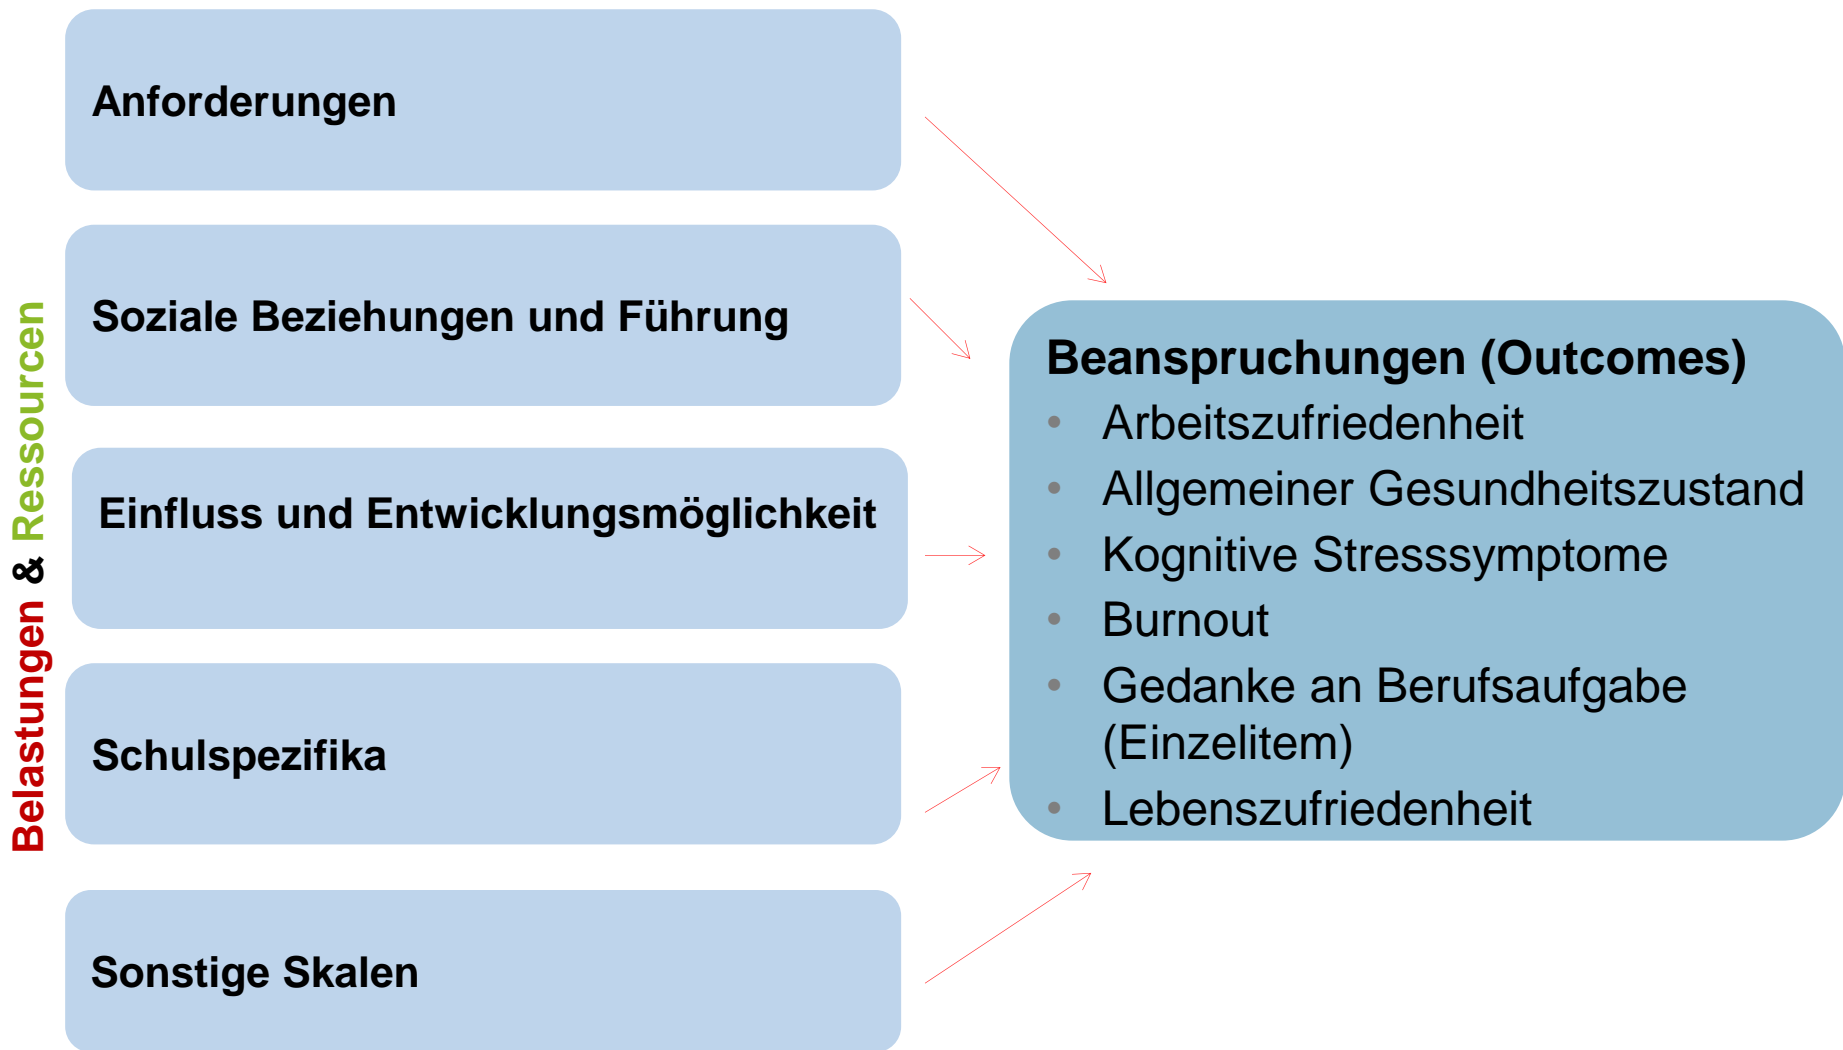 Belastungen & Ressourcen
Anforderungen
Soziale Beziehungen und Führung
Einfluss und Entwicklungsmöglichkeit
Schulspezifika
Sonstige Skalen
Beanspruchungen (Outcomes)
• Arbeitszufriedenheit
• Allgemeiner Gesundheitszustand
• Kognitive Stresssymptome
• Burnout
• Gedanke an Berufsaufgabe
(Einzelitem)
• Lebenszufriedenheit